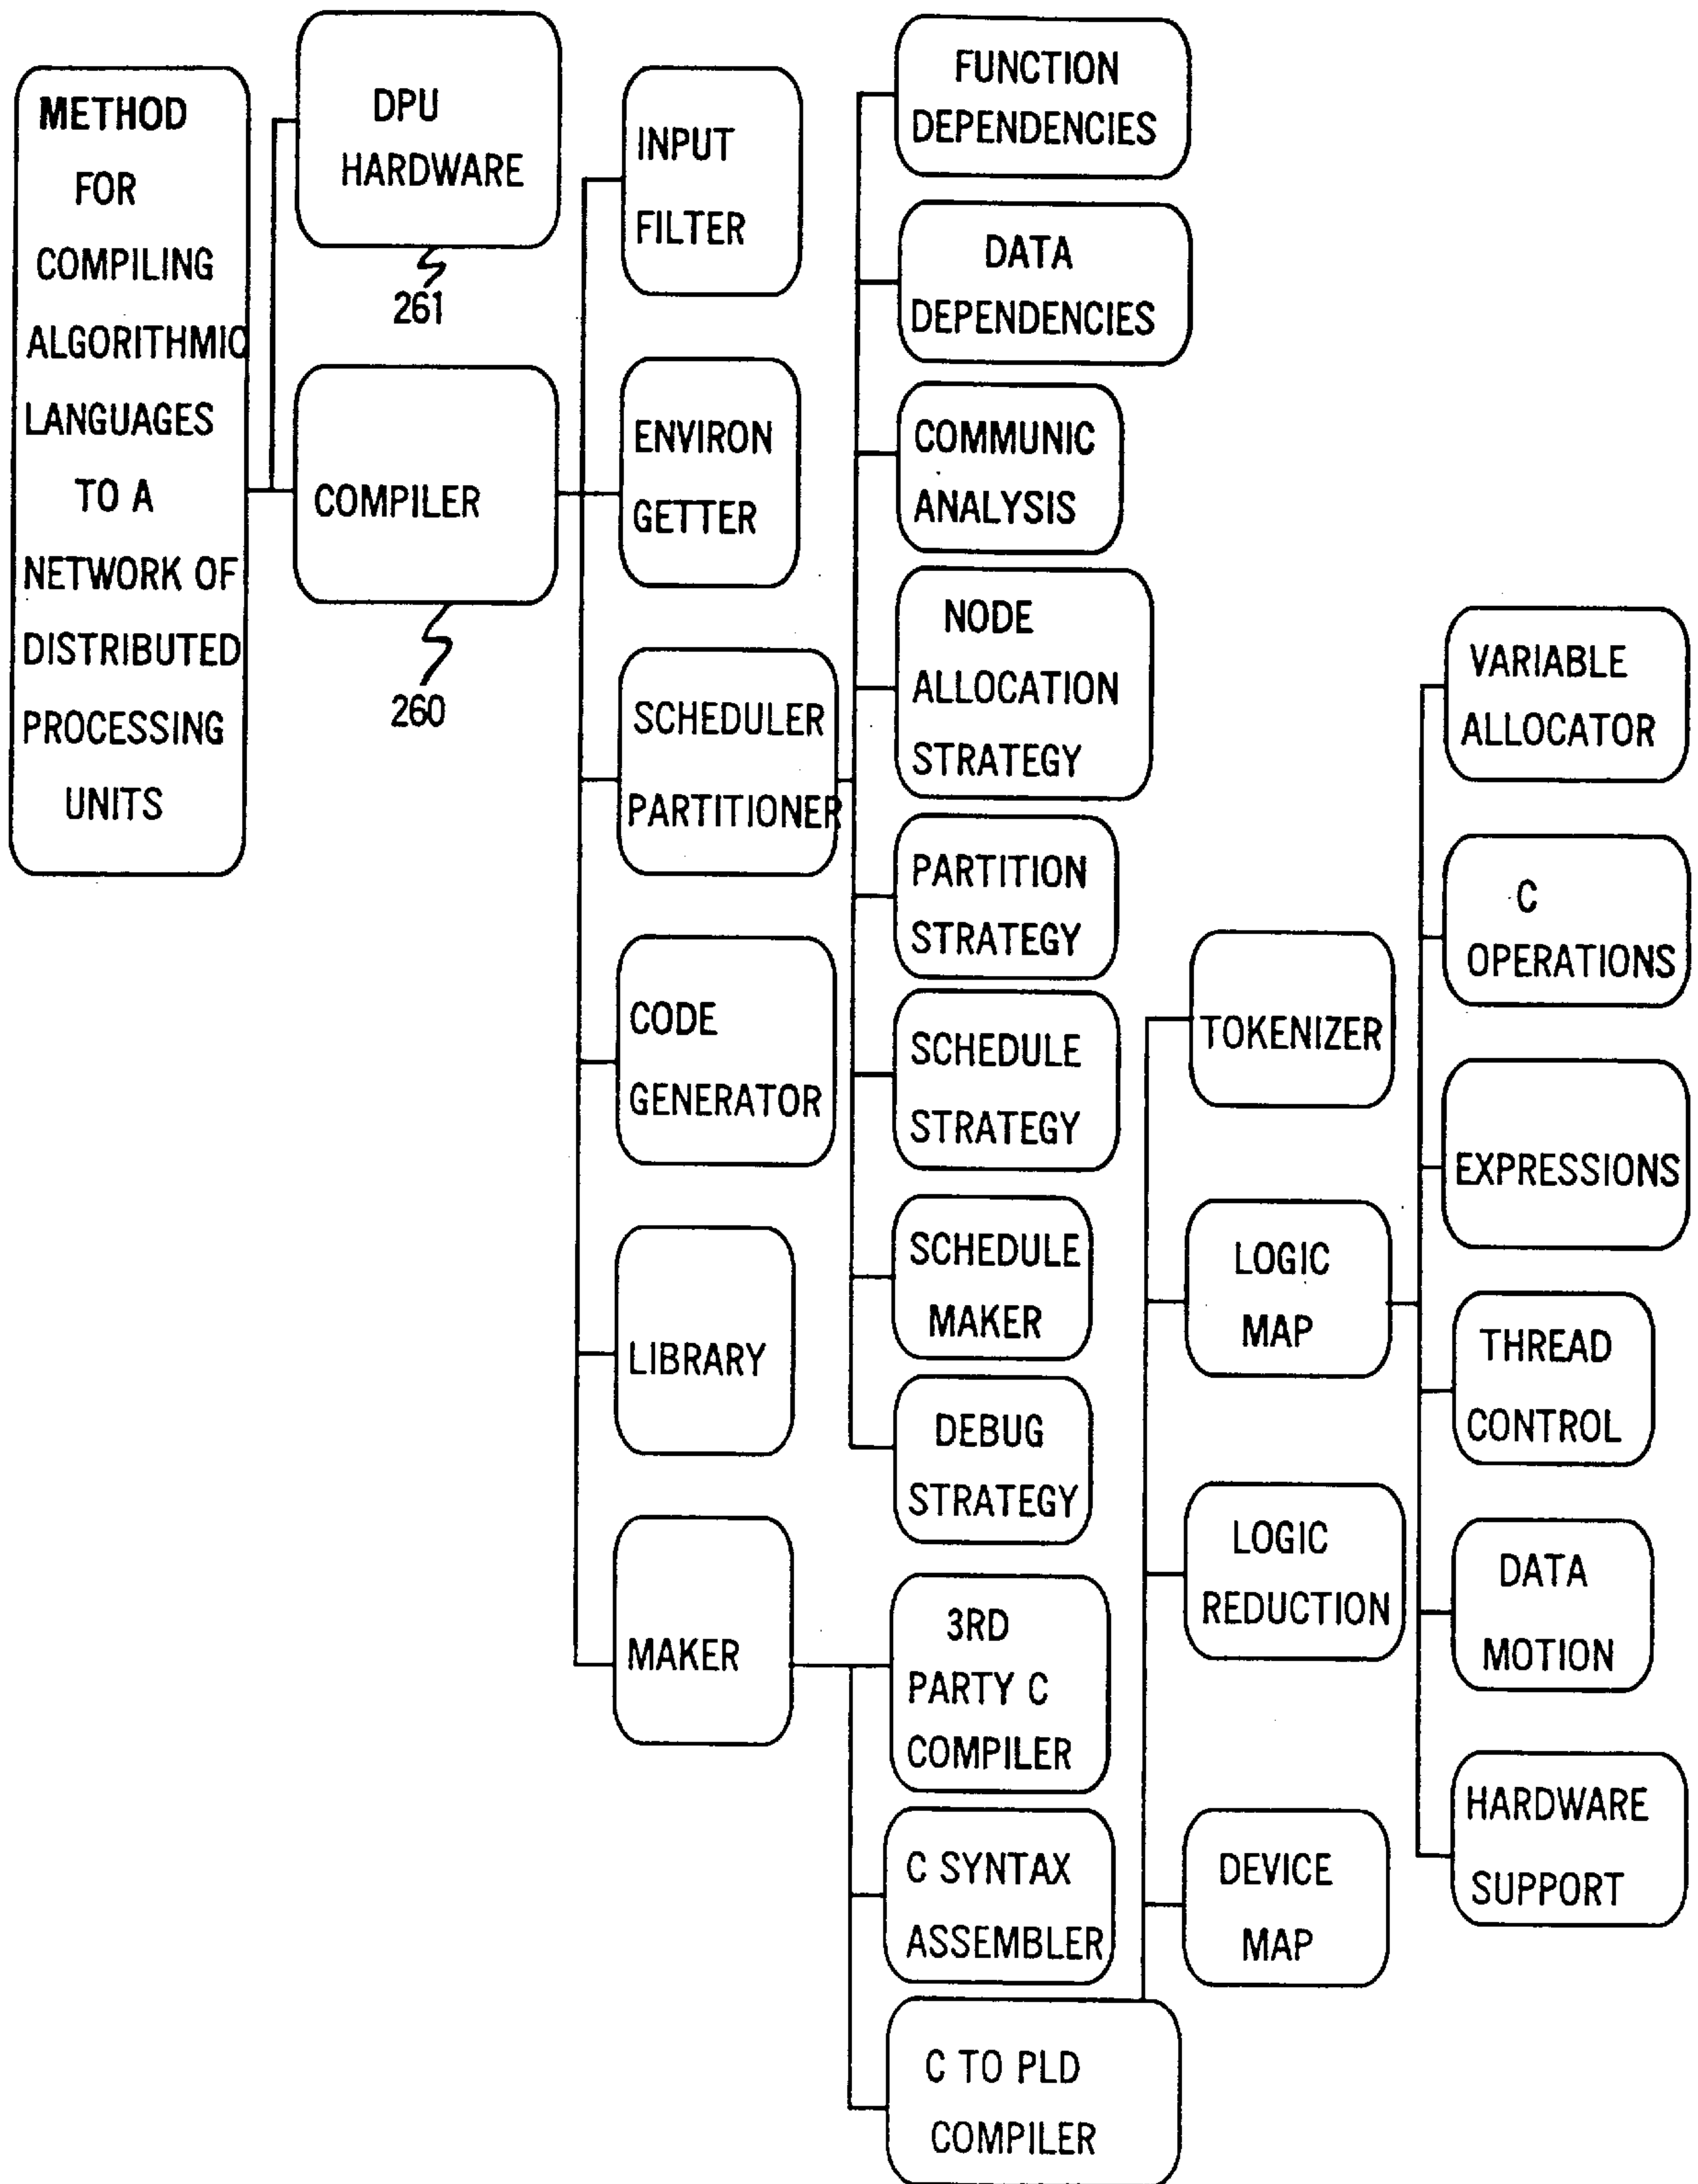 METHOD
FOR
COMPILING
ALGORITHMIC
LANGUAGES
TO A
NETWORK OF
DISTRIBUTED
PROCESSING
UNITS
DPU
HARDWARE
261
COMPILER
260
INPUT
FILTER
ENVIRON
GETTER
SCHEDULER
PARTITIONER
CODE
GENERATOR
LIBRARY
MAKER
FUNCTION
DEPENDENCIES
DATA
DEPENDENCIES
COMMUNIC
ANALYSIS
NODE
ALLOCATION
STRATEGY
PARTITION
STRATEGY
SCHEDULE
STRATEGY
SCHEDULE
MAKER
DEBUG
STRATEGY
3RD
PARTY C
COMPILER
C SYNTAX
ASSEMBLER
C TO PLD
COMPILER
TOKENIZER
LOGIC
MAP
LOGIC
REDUCTION
DEVICE
MAP
VARIABLE
ALLOCATOR
C
OPERATIONS
EXPRESSIONS
THREAD
CONTROL
DATA
MOTION
HARDWARE
SUPPORT